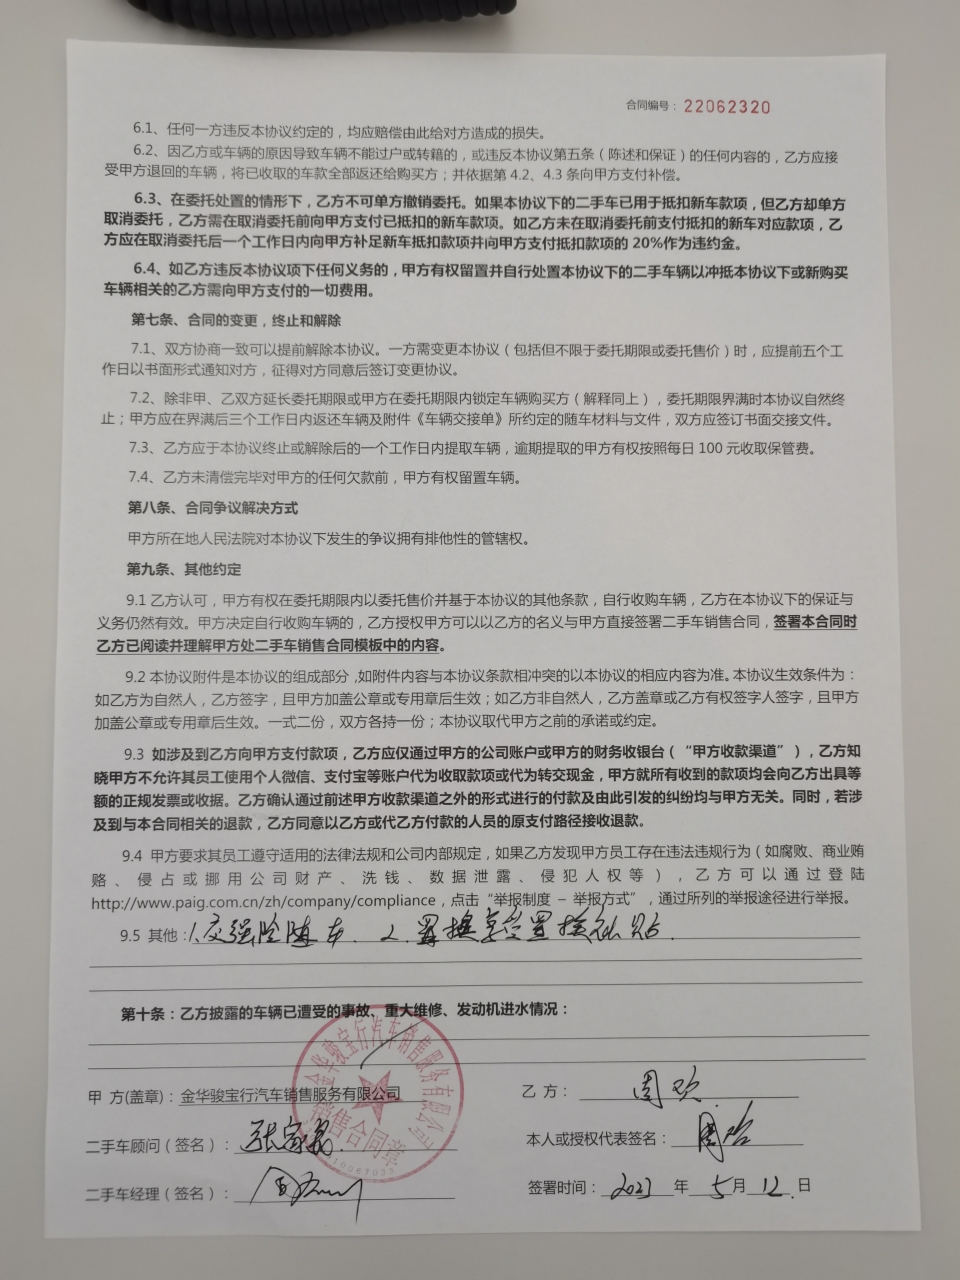 合同编号：22062320
6.1、任何一方违反本协议约定的，均应赔偿由此给对方造成的损失。
6.2、因乙方或车辆的原因导致车辆不能过户或转籍的，或违反本协议第五条（陈述和保证）的任何内容的，乙方应接
受甲方退回的车辆，将已收取的车款全部返还给购买方；并依据第 4.2、4.3 条向甲方支付补偿。
6.3、在委托处置的情形下，乙方不可单方撤销委托。如果本协议下的二手车已用于抵扣新车款项，但乙方却单方
取消委托，乙方需在取消委托前向甲方支付已抵扣的新车款项。如乙方未在取消委托前支付抵扣的新车对应款项，乙
方应在取消委托后一个工作日内向甲方补足新车抵扣款项并向甲方支付抵扣款项的 20%作为违约金。
6.4、如乙方违反本协议项下任何义务的，甲方有权留置并自行处置本协议下的二手车辆以冲抵本协议下或新购买
车辆相关的乙方需向甲方支付的一切费用。
第七条、合同的变更，终止和解除
7.1、双方协商一致可以提前解除本协议。一方需变更本协议（包括但不限于委托期限或委托售价）时，应提前五个工
作日以书面形式通知对方，征得对方同意后签订变更协议。
7.2、除非甲、乙双方延长委托期限或甲方在委托期限内锁定车辆购买方（解释同上），委托期限界满时本协议自然终
止；甲方应在界满后三个工作日内返还车辆及附件《车辆交接单》所约定的随车材料与文件，双方应签订书面交接文件。
7.3、乙方应于本协议终止或解除后的一个工作日内提取车辆，逾期提取的甲方有权按照每日 100 元收取保管费。
7.4、乙方未清偿完毕对甲方的任何欠款前，甲方有权留置车辆。
第八条、合同争议解决方式
甲方所在地人民法院对本协议下发生的争议拥有排他性的管辖权。
第九条、其他约定
9.1 乙方认可，甲方有权在委托期限内以委托售价并基于本协议的其他条款，自行收购车辆，乙方在本协议下的保证与
义务仍然有效。甲方决定自行收购车辆的，乙方授权甲方可以以乙方的名义与甲方直接签署二手车销售合同，签署本合同时
乙方已阅读并理解甲方处二手车销售合同模板中的内容。
9.2 本协议附件是本协议的组成部分，如附件内容与本协议条款相冲突的以本协议的相应内容为准。本协议生效条件为：
如乙方为自然人，乙方签字，且甲方加盖公章或专用章后生效；如乙方非自然人，乙方盖章或乙方有权签字人签字，且甲方
加盖公章或专用章后生效。一式二份，双方各持一份；本协议取代甲方之前的承诺或约定。
9.3 如涉及到乙方向甲方支付款项，乙方应仅通过甲方的公司账户或甲方的财务收银台（“甲方收款渠道”），乙方知
晓甲方不允许其员工使用个人微信、支付宝等账户代为收取款项或代为转交现金，甲方就所有收到的款项均会向乙方出具等
额的正规发票或收据。乙方确认通过前述甲方收款渠道之外的形式进行的付款及由此引发的纠纷均与甲方无关。同时，若涉
及到与本合同相关的退款，乙方同意以乙方或代乙方付款的人员的原支付路径接收退款。
9.4 甲方要求其员工遵守适用的法律法规和公司内部规定，如果乙方发现甲方员工存在违法违规行为（如腐败、商业贿
赂、侵占或挪用公司财产、洗钱、数据泄露、侵犯人权等），乙方可以通过登陆
http://www.paig.com.cn/zh/company/compliance，点击“举报制度 – 举报方式”，通过所列的举报途径进行举报。
9.5 其他：1.交强险随车. 2.置换享受置换补贴.
第十条：乙方披露的车辆已遭受的事故、重大维修、发动机进水情况：
甲 方(盖章)：金华骏宝行汽车销售服务有限公司
乙 方： 周欢
金华骏宝行汽车销售服务有限公司
销售合同章
二手车顾问（签名）：
本人或授权代表签名：
二手车经理（签名）：
签署时间：2023 年 5月 12.日